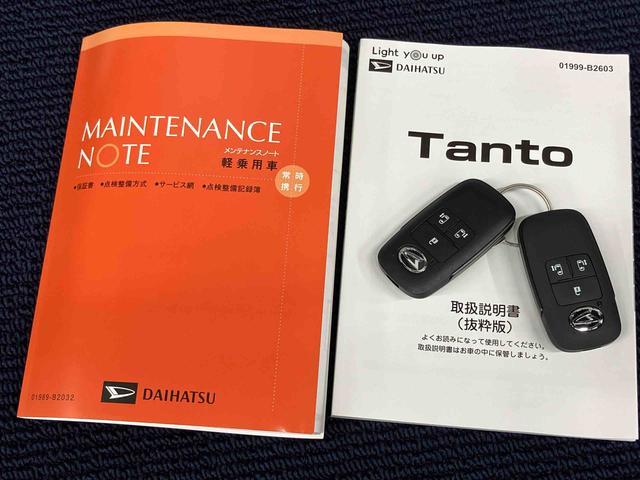 MAINTENANCE
NOTE
メンテナンスノート
軽乗用車
常時
携行
•保証書 •点検整備方式 •サービス網 •点検整備記録簿
01989-B2032
DAIHATSU
Light you up
DAIHATSU
01999-B2603
Tanto
取扱説明書
(抜粋版)
よくお読みになって使用してください。
取扱説明書はお車の中に保管しましょう。